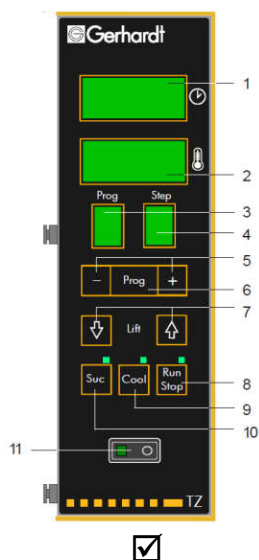 Gerhardt
1
2
Prog Step
3
4
5
- Prog +
6
7
Lift
Suc Cool Run Stop
8
9
10
11
TZ